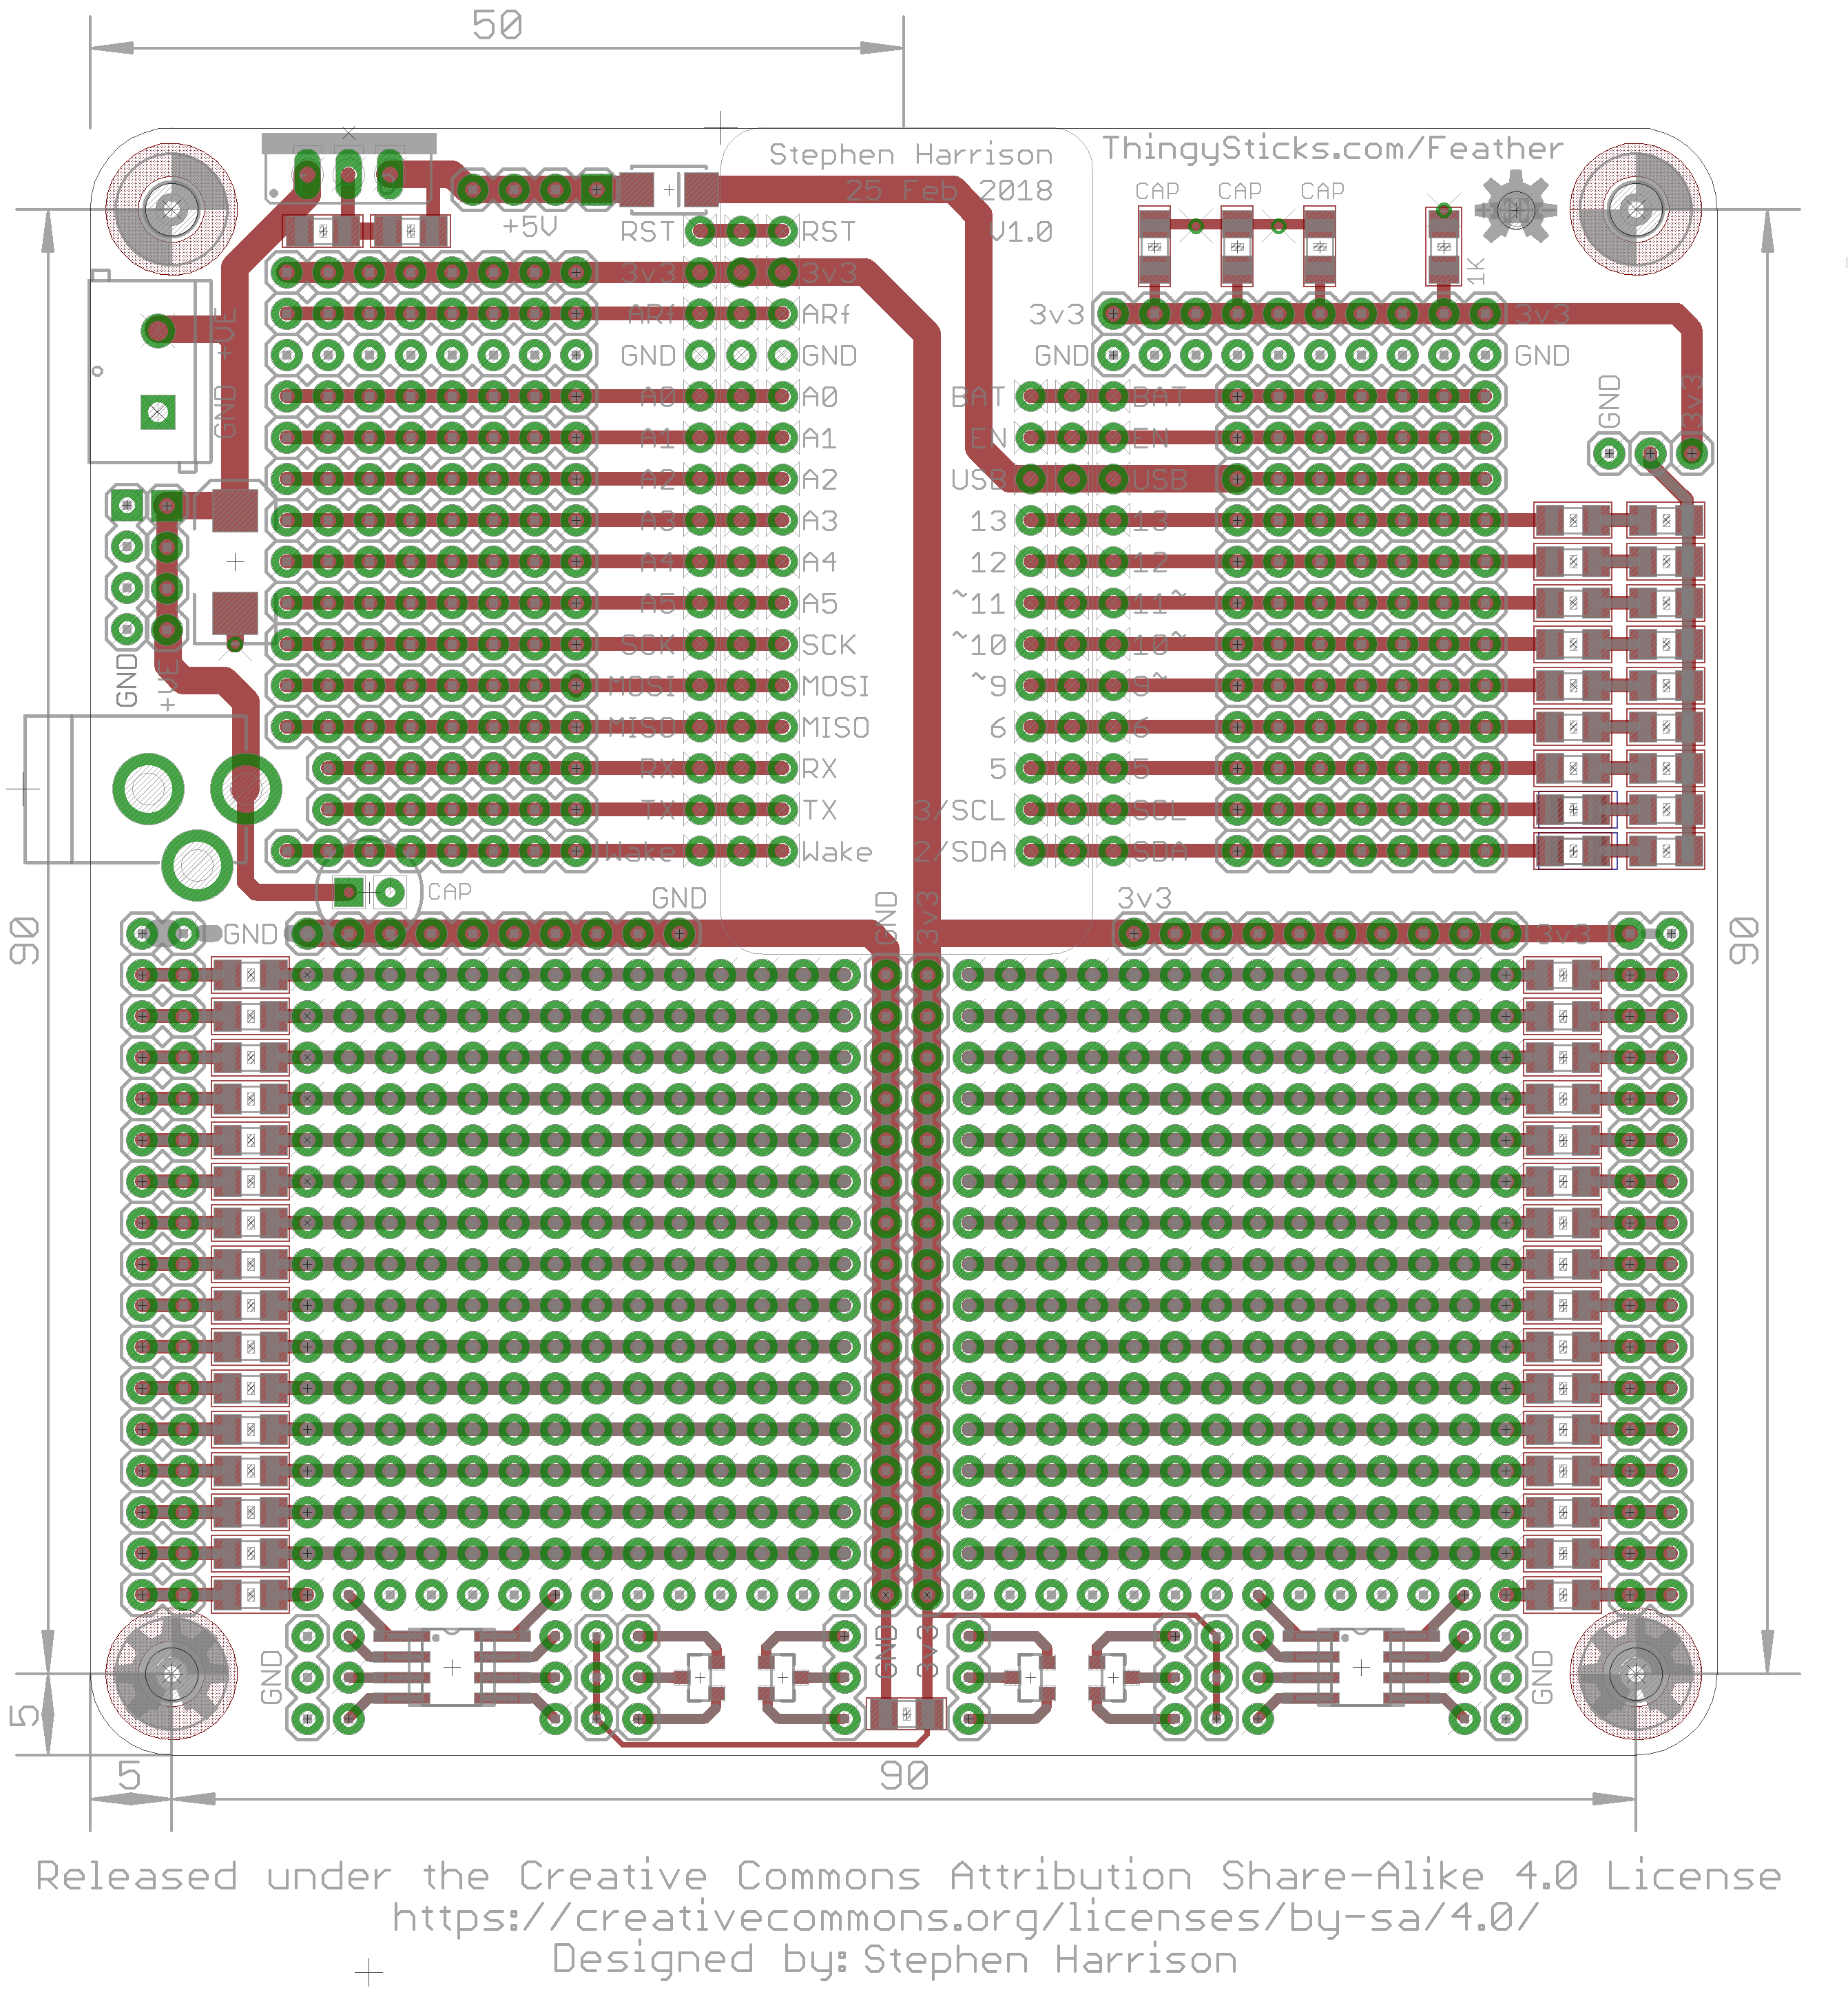 50
Stephen Harrison
ThingySticks.com/Feather
25 Feb 2018
CAP CAP CAP
+5V
RST RST V1.0
1K
3v3 3v3
ARf ARf 3v3 3v3
GND GND GND GND
+VE
GND
A0 A0 BAT BAT
GND 3v3
A1 A1 EN EN
A2 A2 USB USB
A3 A3 13 13
A4 A4 12 12
A5 A5 ~11 11~
SCK SCK ~10 10~
GND +VE
MOSI MOSI ~9 9~
MISO MISO 6 6
RX RX 5 5
TX TX 3/SCL SCL
Wake Wake 2/SDA SDA
CAP
GND 3v3
GND 3v3
GND 3v3
90 90
GND GND 3v3 GND
5
5 90
Released under the Creative Commons Attribution Share-Alike 4.0 License
https://creativecommons.org/licenses/by-sa/4.0/
Designed by: Stephen Harrison